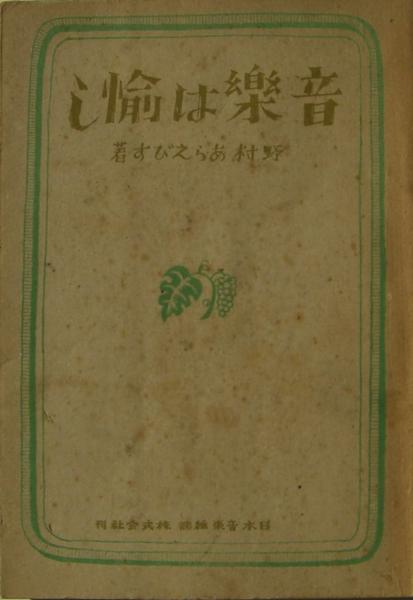 音樂は愉し
野村あらえびす著
日本音樂雜誌 株式会社刊